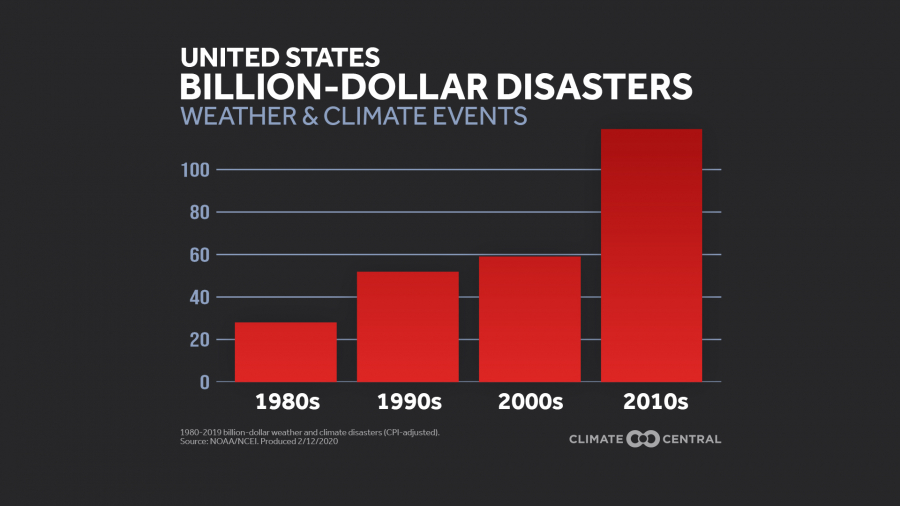 UNITED STATES
BILLION-DOLLAR DISASTERS
WEATHER & CLIMATE EVENTS
100
80
60
40
20
0
1980s 1990s 2000s 2010s
1980-2019 billion-dollar weather and climate disasters (CPI-adjusted).
Source: NOAA/NCEI. Produced 2/12/2020
CLIMATE CENTRAL